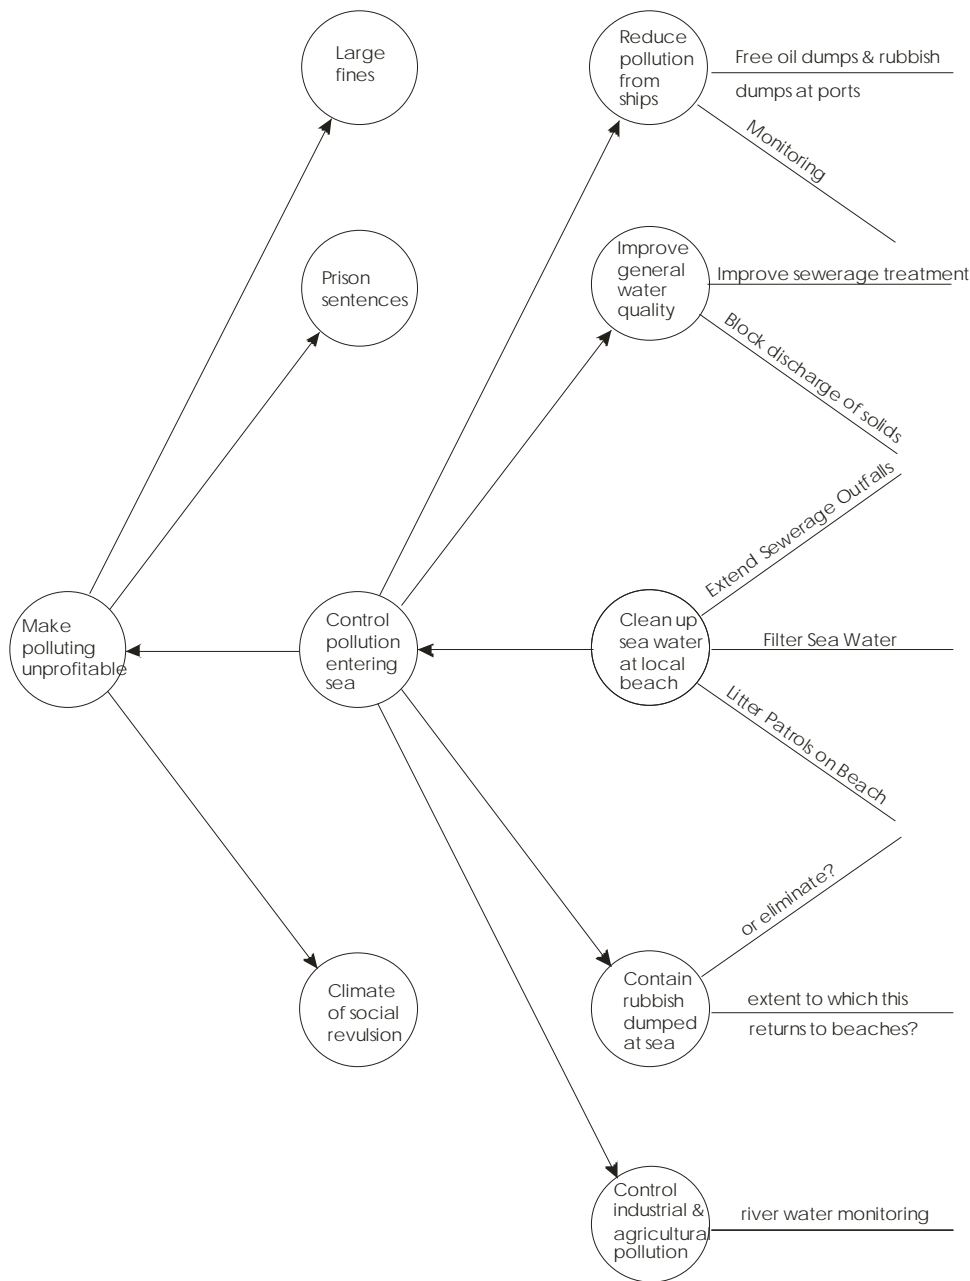 Large
fines
Reduce
pollution
from
ships
Free oil dumps & rubbish
dumps at ports
Monitoring
Prison
sentences
Improve
general
water
quality
Improve sewerage treatment
Block discharge of solids
Make
polluting
unprofitable
Control
pollution
entering
sea
Clean up
sea water
at local
beach
Extend Sewerage Outfalls
Filter Sea Water
Litter Patrols on Beach
Climate
of social
revulsion
Contain
rubbish
dumped
at sea
or eliminate?
extent to which this
returns to beaches?
Control
industrial &
agricultural
pollution
river water monitoring